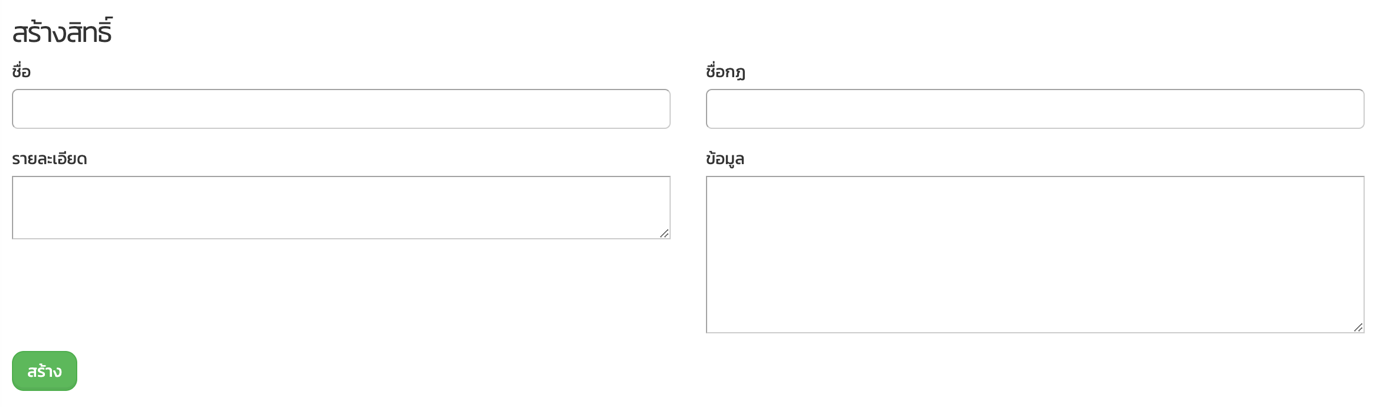 สร้างสิทธิ์
ชื่อ
ชื่อกฏ
รายละเอียด
ข้อมูล
สร้าง